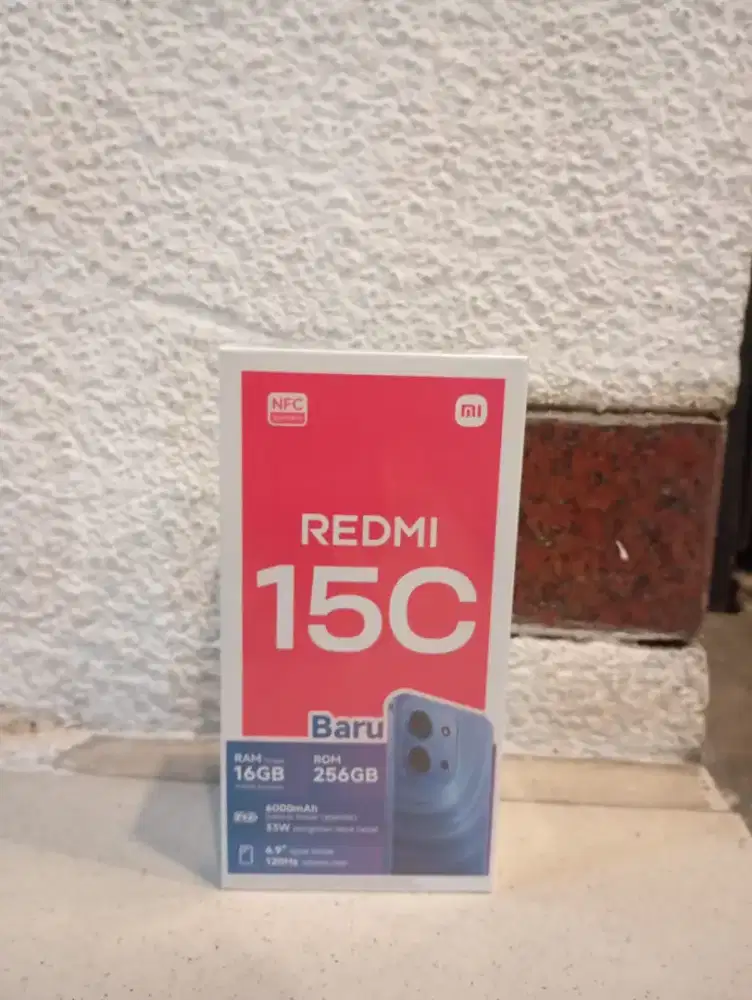 NFC
mi
REDMI
15C
Baru
RAM
ROM
16GB
256GB
6000mAh
33W
6.9"
120Hz